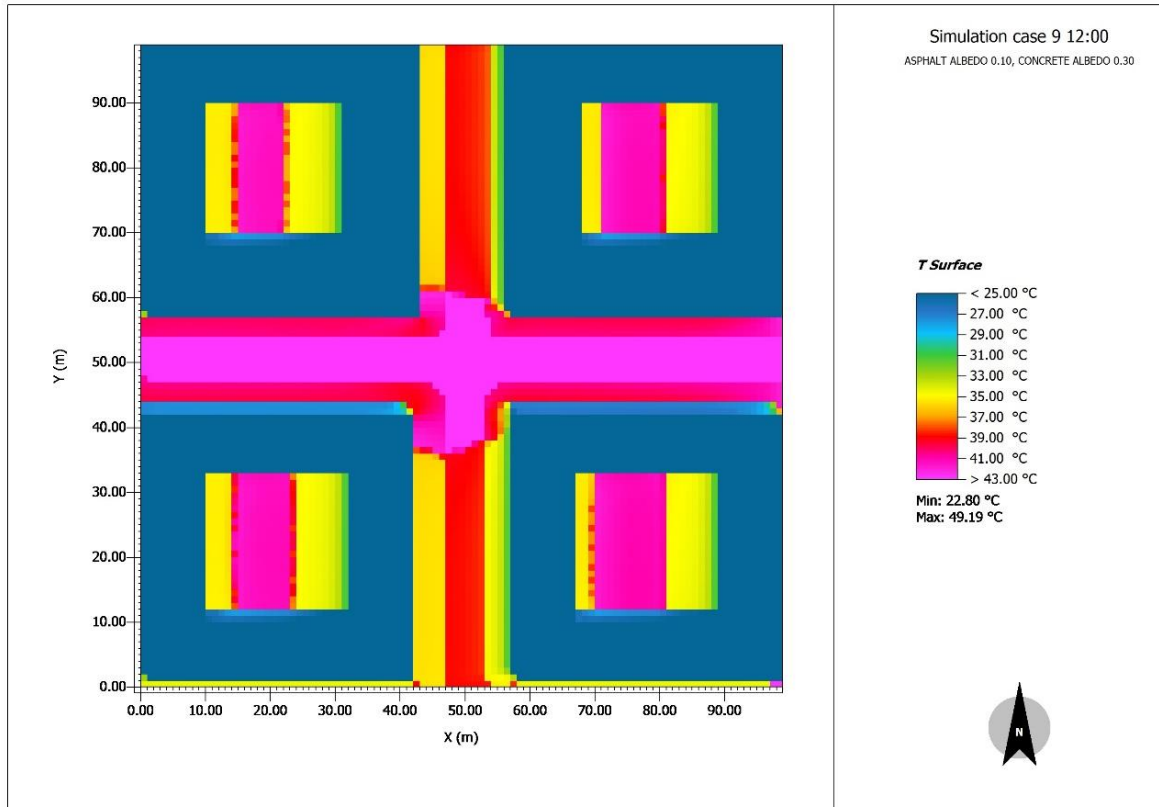 Simulation case 9 12:00
ASPHALT ALBEDO 0.10, CONCRETE ALBEDO 0.30
90.00
80.00
70.00
60.00
50.00
40.00
30.00
20.00
10.00
0.00
Y (m)
0.00 10.00 20.00 30.00 40.00 50.00 60.00 70.00 80.00 90.00
X (m)
T Surface
< 25.00 °C
27.00 °C
29.00 °C
31.00 °C
33.00 °C
35.00 °C
37.00 °C
39.00 °C
41.00 °C
> 43.00 °C
Min: 22.80 °C
Max: 49.19 °C
N